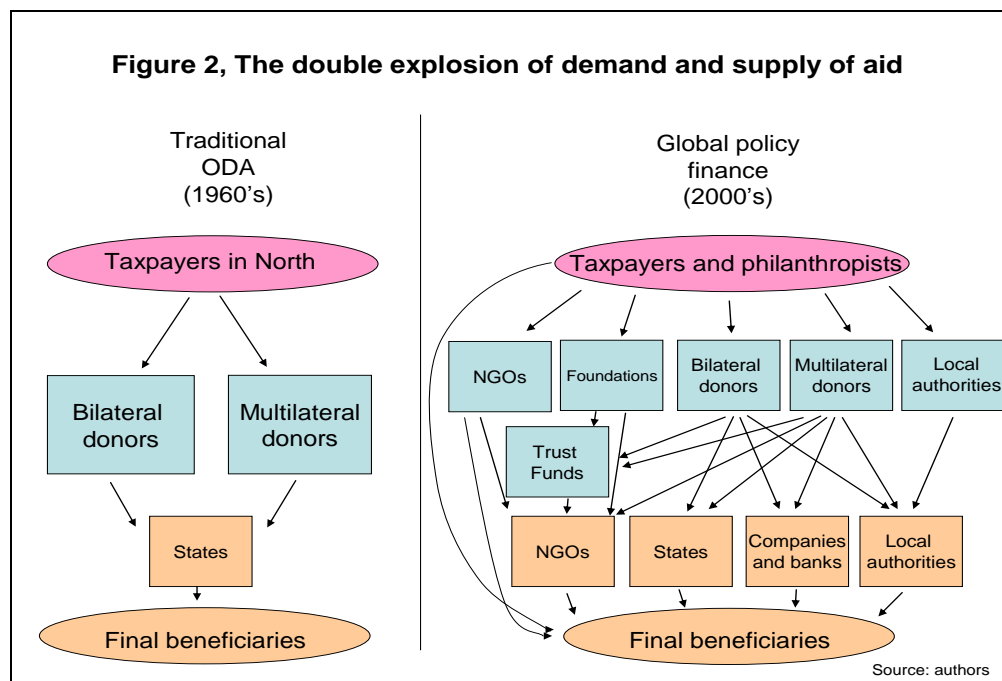 Figure 2, The double explosion of demand and supply of aid
Traditional
ODA
(1960's)
Taxpayers in North
Bilateral
donors
Multilateral
donors
States
Final beneficiaries
Global policy
finance
(2000's)
Taxpayers and philanthropists
NGOs
Foundations
Bilateral
donors
Multilateral
donors
Local
authorities
Trust
Funds
NGOs
States
Companies
and banks
Local
authorities
Final beneficiaries
Source: authors